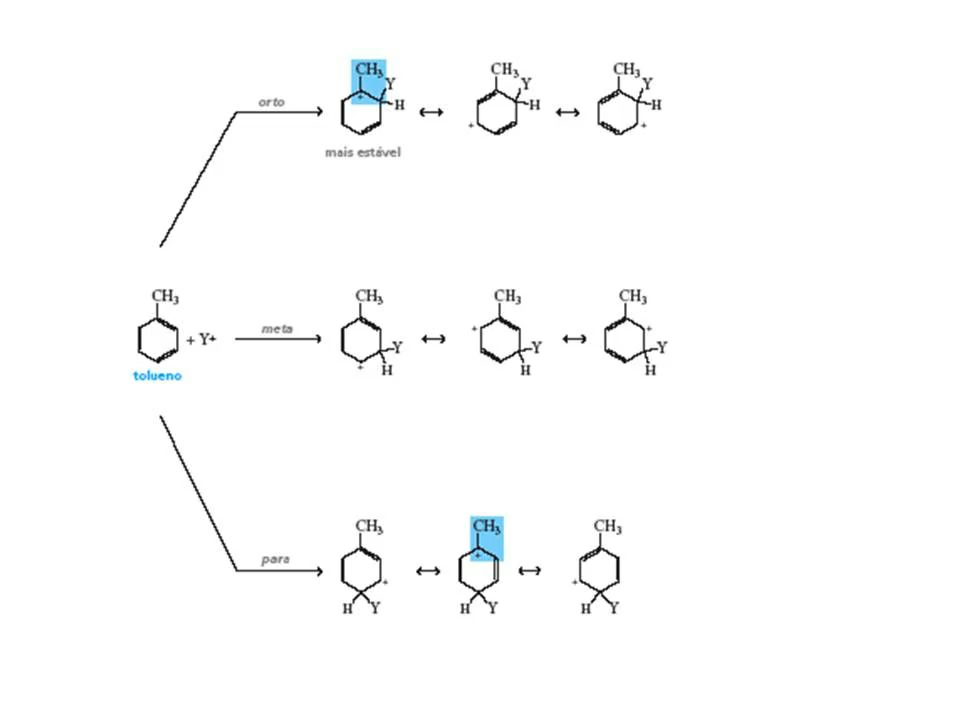 CH₃ Y CH₃ Y CH₃ Y
orto + H ↔ H ↔ H
+ +
mais estável
CH₃ CH₃ CH₃ CH₃
+ Y+ meta Y ↔ + Y ↔ + Y
+ H H H
tolueno
CH₃ CH₃ CH₃
para + ↔ + ↔ +
H Y H Y H Y